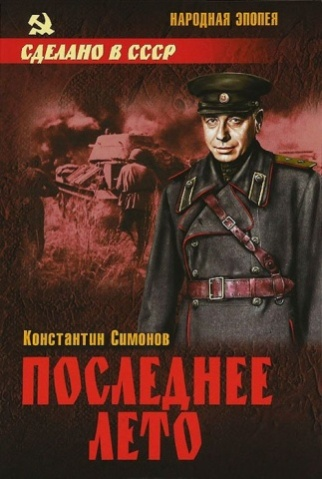 НАРОДНАЯ ЭПОПЕЯ
СДЕЛАНО В СССР
Константин Симонов
ПОСЛЕДНЕЕ
ЛЕТО